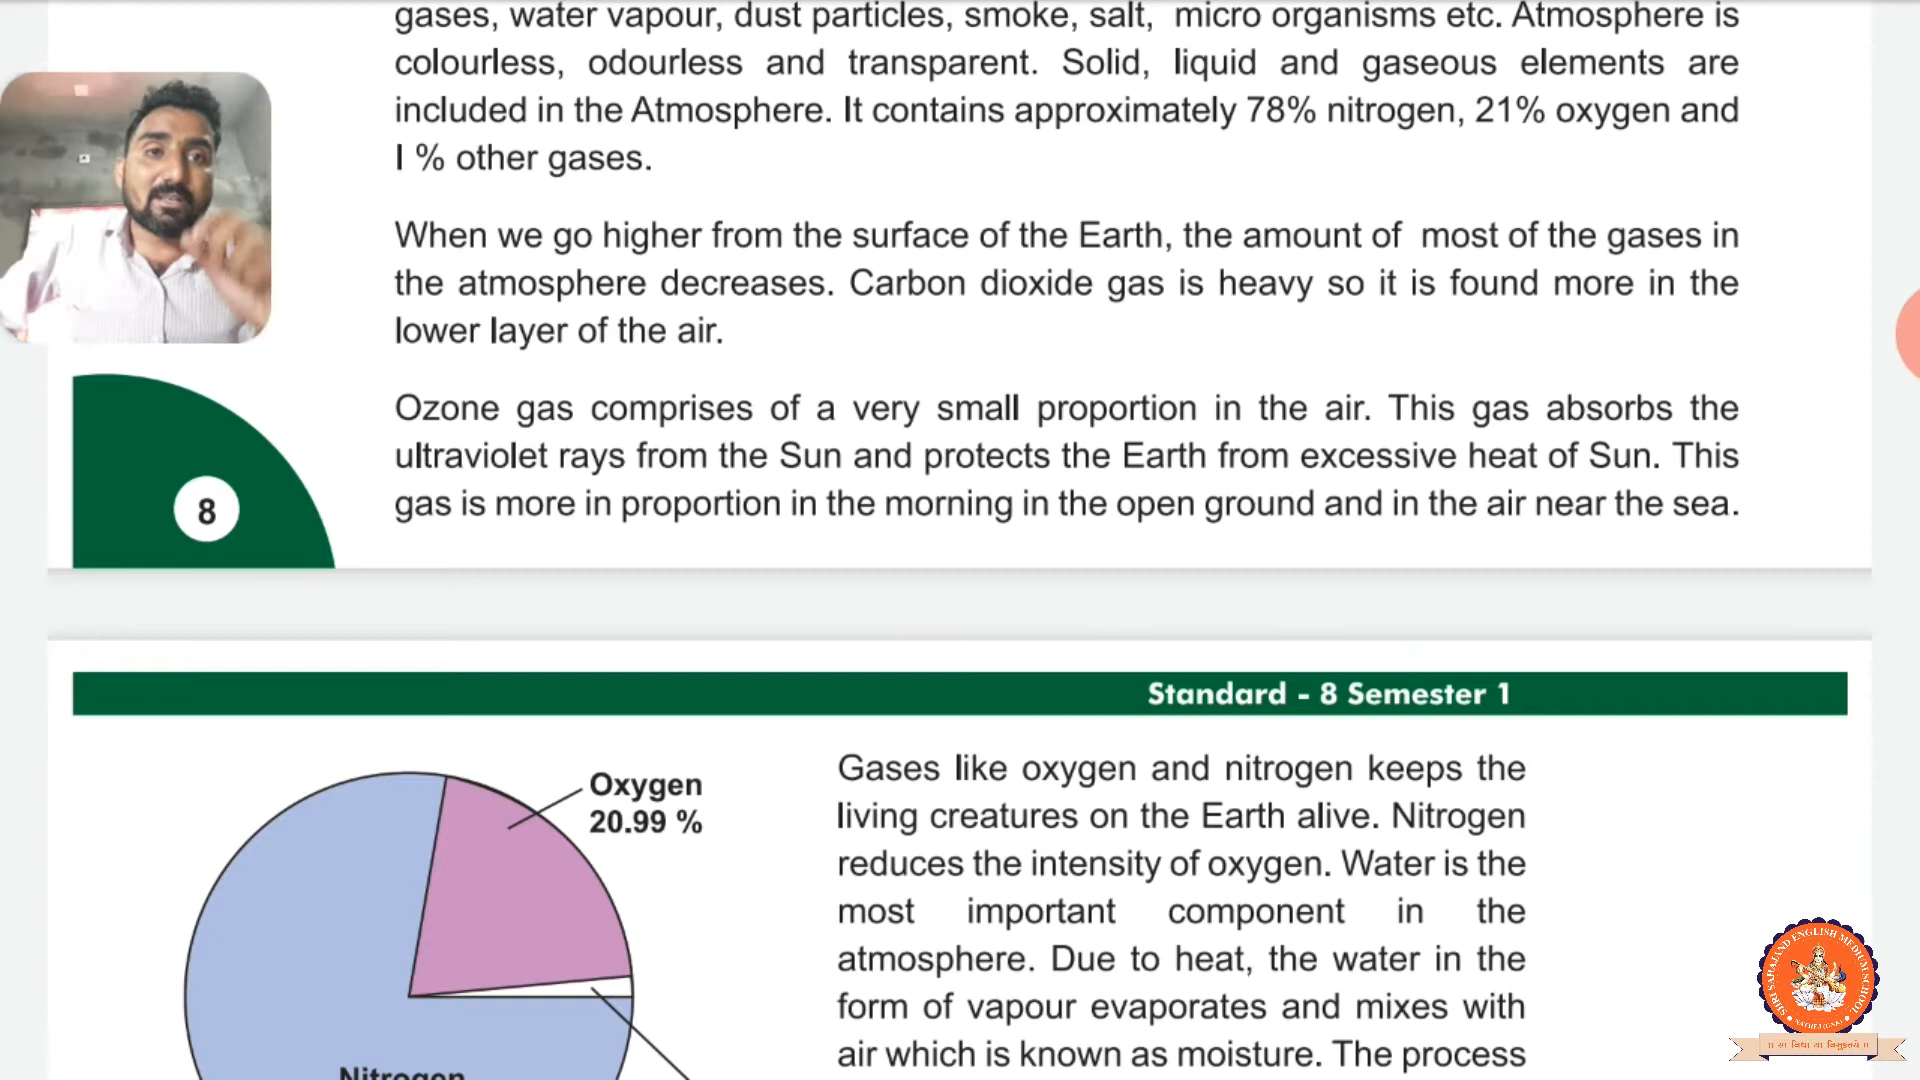 gases, water vapour, dust particles, smoke, salt, micro organisms etc. Atmosphere is
colourless, odourless and transparent. Solid, liquid and gaseous elements are
included in the Atmosphere. It contains approximately 78% nitrogen, 21% oxygen and
I % other gases.
When we go higher from the surface of the Earth, the amount of most of the gases in
the atmosphere decreases. Carbon dioxide gas is heavy so it is found more in the
lower layer of the air.
Ozone gas comprises of a very small proportion in the air. This gas absorbs the
ultraviolet rays from the Sun and protects the Earth from excessive heat of Sun. This
gas is more in proportion in the morning in the open ground and in the air near the sea.
8
Standard - 8 Semester 1
Oxygen
20.99 %
Nitrogen
Gases like oxygen and nitrogen keeps the
living creatures on the Earth alive. Nitrogen
reduces the intensity of oxygen. Water is the
most important component in the
atmosphere. Due to heat, the water in the
form of vapour evaporates and mixes with
air which is known as moisture. The process
SHRI SAHAJANAND ENGLISH MEDIUM SCHOOL
॥ सा विद्या या विमुक्तये ॥